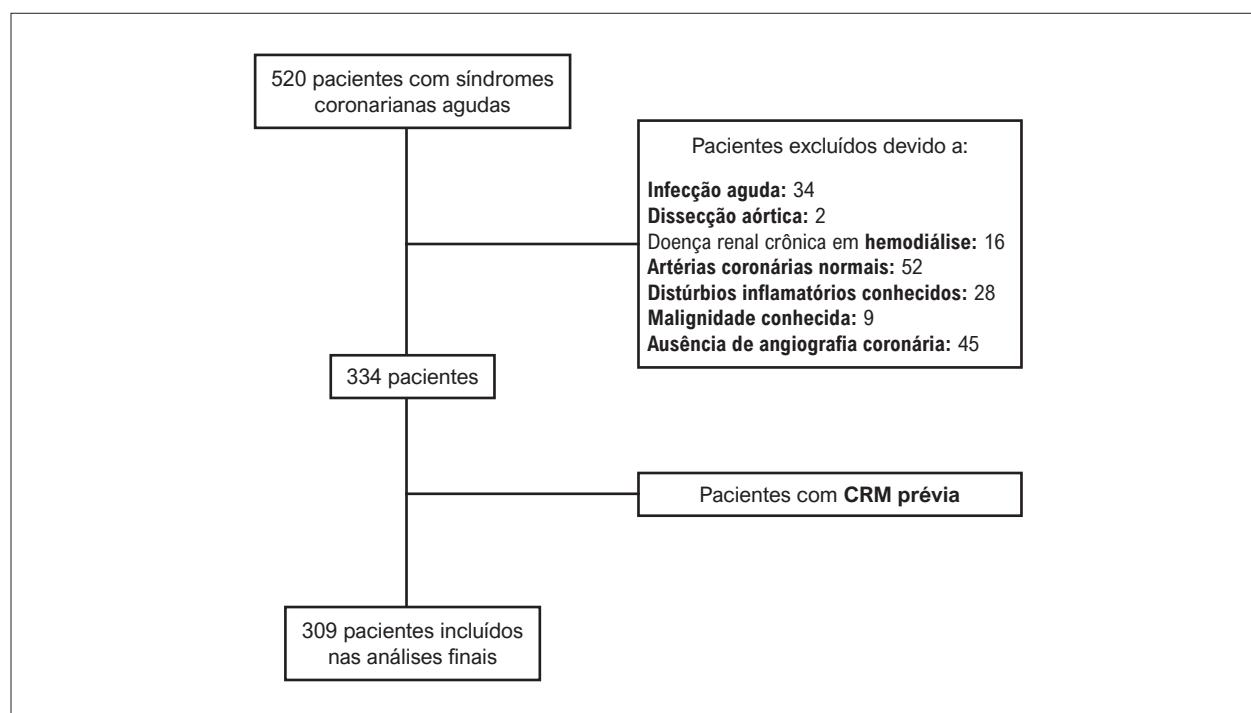 520 pacientes com síndromes
coronarianas agudas
Pacientes excluídos devido a:
Infecção aguda: 34
Dissecção aórtica: 2
Doença renal crônica em hemodiálise: 16
Artérias coronárias normais: 52
Distúrbios inflamatórios conhecidos: 28
Malignidade conhecida: 9
Ausência de angiografia coronária: 45
334 pacientes
Pacientes com CRM prévia
309 pacientes incluídos
nas análises finais